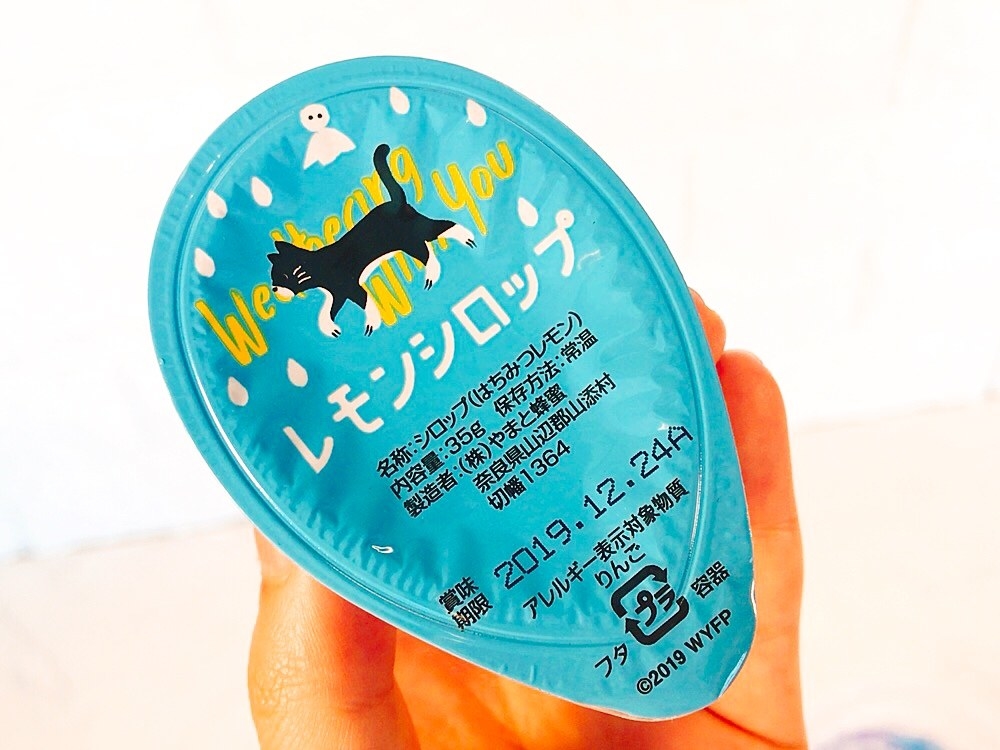 Weathering
With You
レモンシロップ
名称:シロップ(はちみつレモン)
内容量:35g 保存方法:常温
製造者:(株)やまと蜂蜜
奈良県山辺郡山添村
切幡1364
賞味
期限
2019.12.24A
アレルギー表示対象物質
りんご
フタ プラ 容器
©2019 WYFP